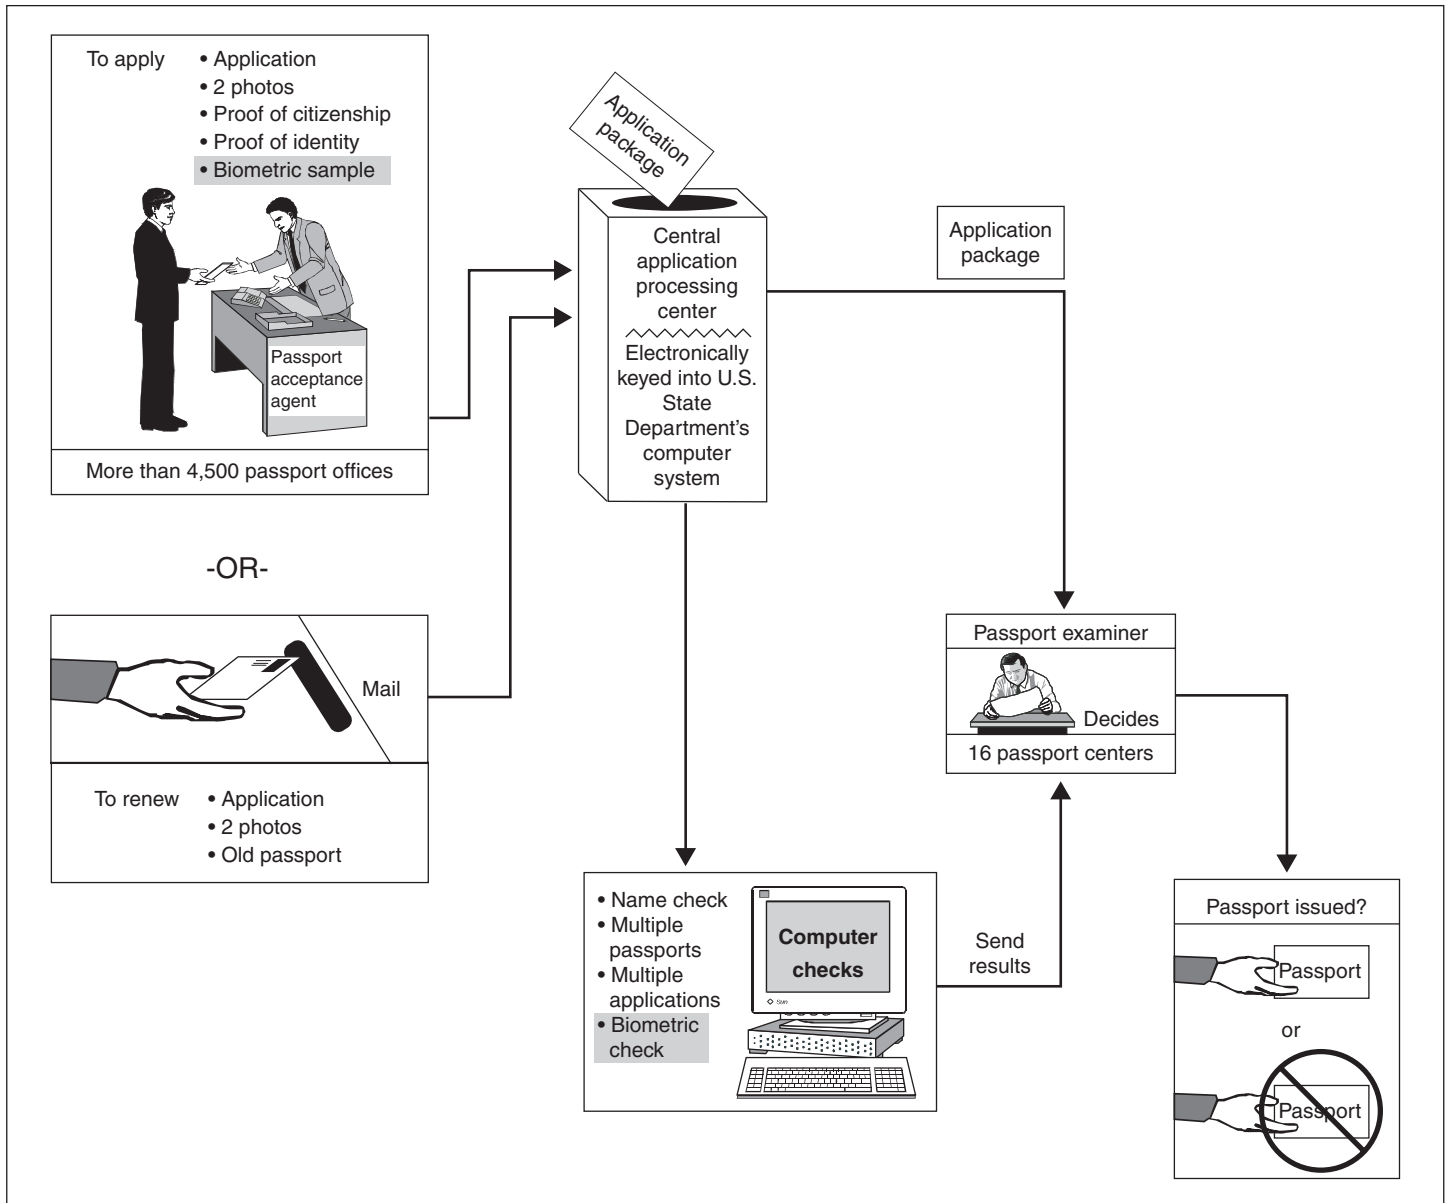 To apply
• Application
• 2 photos
• Proof of citizenship
• Proof of identity
• Biometric sample
Passport
acceptance
agent
More than 4,500 passport offices
-OR-
Mail
To renew
• Application
• 2 photos
• Old passport
Application
package
Central
application
processing
center
Electronically
keyed into U.S.
State
Department’s
computer
system
Application
package
• Name check
• Multiple
passports
• Multiple
applications
• Biometric
check
Computer
checks
Sun
Send
results
Passport examiner
Decides
16 passport centers
Passport issued?
Passport
or
Passport